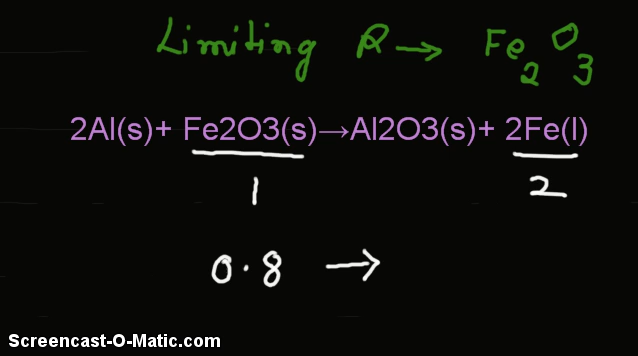 Limiting R → Fe2O3
2Al(s)+ Fe2O3(s)→Al2O3(s)+ 2Fe(l)
1 2
0.8 →
Screencast-O-Matic.com